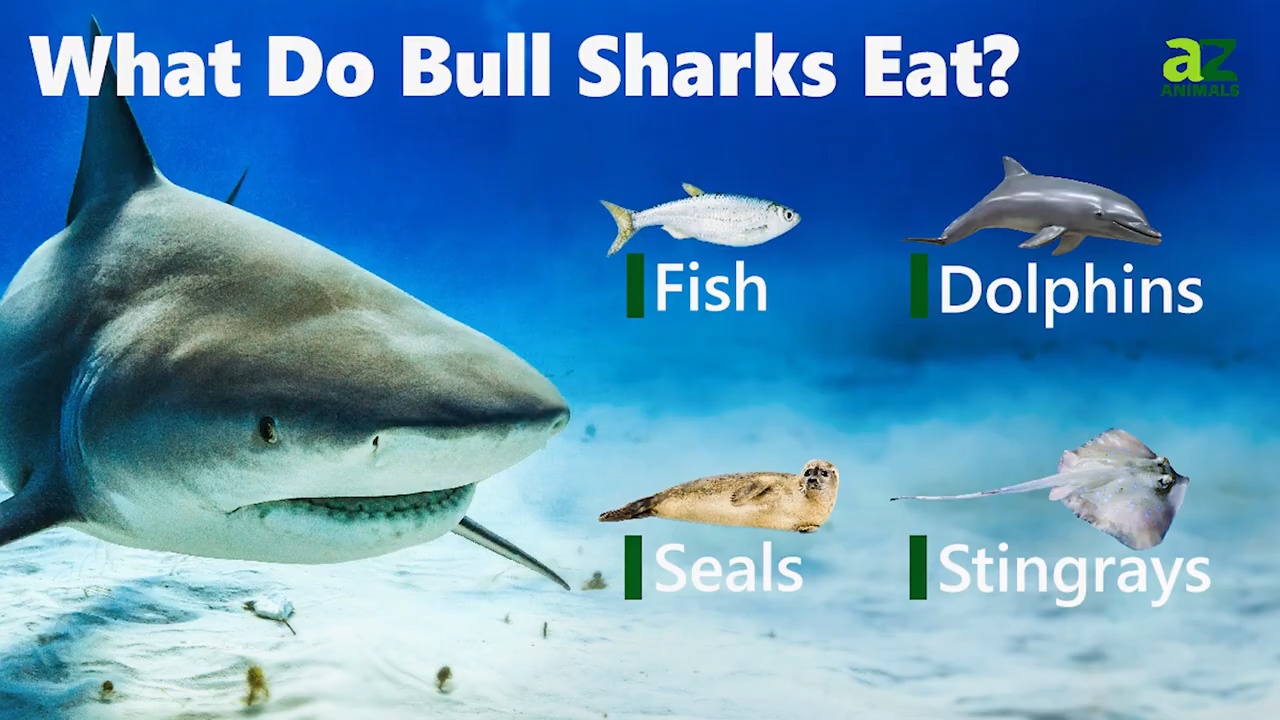 What Do Bull Sharks Eat?
az
ANIMALS
Fish
Dolphins
Seals
Stingrays